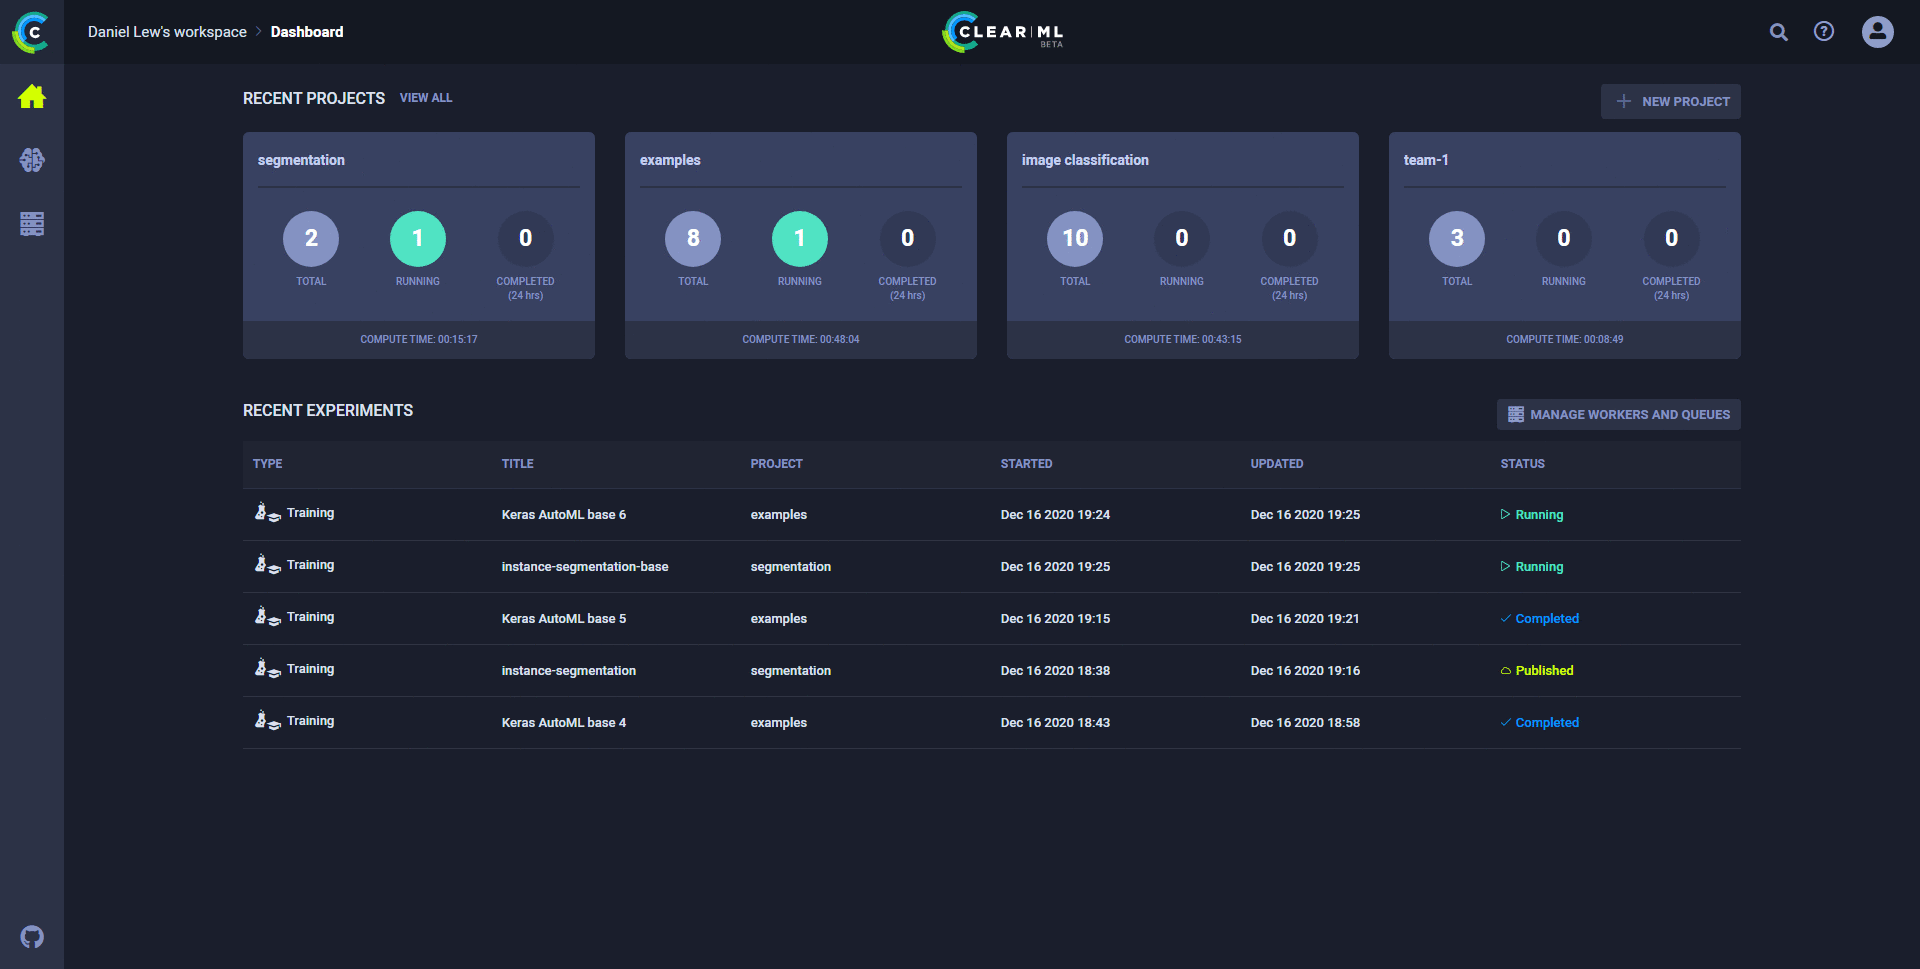 Daniel Lew's workspace > Dashboard
C
CLEAR|ML
BETA
?
RECENT PROJECTS VIEW ALL
NEW PROJECT
segmentation
2 1 0
TOTAL RUNNING COMPLETED
(24 hrs)
COMPUTE TIME: 00:15:17
examples
8 1 0
TOTAL RUNNING COMPLETED
(24 hrs)
COMPUTE TIME: 00:48:04
image classification
10 0 0
TOTAL RUNNING COMPLETED
(24 hrs)
COMPUTE TIME: 00:43:15
team-1
3 0 0
TOTAL RUNNING COMPLETED
(24 hrs)
COMPUTE TIME: 00:08:49
RECENT EXPERIMENTS
MANAGE WORKERS AND QUEUES
TYPE TITLE PROJECT STARTED UPDATED STATUS
Training Keras AutoML base 6 examples Dec 16 2020 19:24 Dec 16 2020 19:25 Running
Training instance-segmentation-base segmentation Dec 16 2020 19:25 Dec 16 2020 19:25 Running
Training Keras AutoML base 5 examples Dec 16 2020 19:15 Dec 16 2020 19:21 Completed
Training instance-segmentation segmentation Dec 16 2020 18:38 Dec 16 2020 19:16 Published
Training Keras AutoML base 4 examples Dec 16 2020 18:43 Dec 16 2020 18:58 Completed